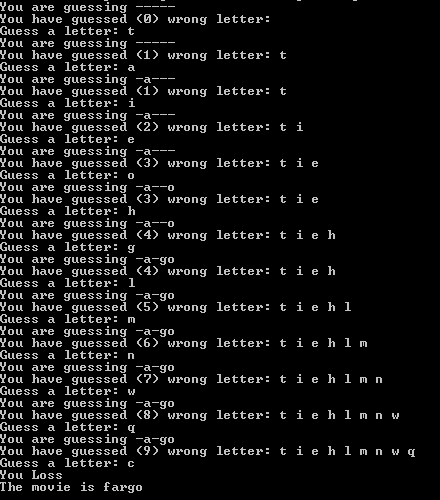 You are guessing -----
You have guessed (0) wrong letter:
Guess a letter: t
You are guessing -----
You have guessed (1) wrong letter: t
Guess a letter: a
You are guessing -a---
You have guessed (1) wrong letter: t
Guess a letter: i
You are guessing -a---
You have guessed (2) wrong letter: t i
Guess a letter: e
You are guessing -a---
You have guessed (3) wrong letter: t i e
Guess a letter: o
You are guessing -a--o
You have guessed (3) wrong letter: t i e
Guess a letter: h
You are guessing -a--o
You have guessed (4) wrong letter: t i e h
Guess a letter: g
You are guessing -a-go
You have guessed (4) wrong letter: t i e h
Guess a letter: l
You are guessing -a-go
You have guessed (5) wrong letter: t i e h l
Guess a letter: m
You are guessing -a-go
You have guessed (6) wrong letter: t i e h l m
Guess a letter: n
You are guessing -a-go
You have guessed (7) wrong letter: t i e h l m n
Guess a letter: w
You are guessing -a-go
You have guessed (8) wrong letter: t i e h l m n w
Guess a letter: q
You are guessing -a-go
You have guessed (9) wrong letter: t i e h l m n w q
Guess a letter: c
You Loss
The movie is fargo